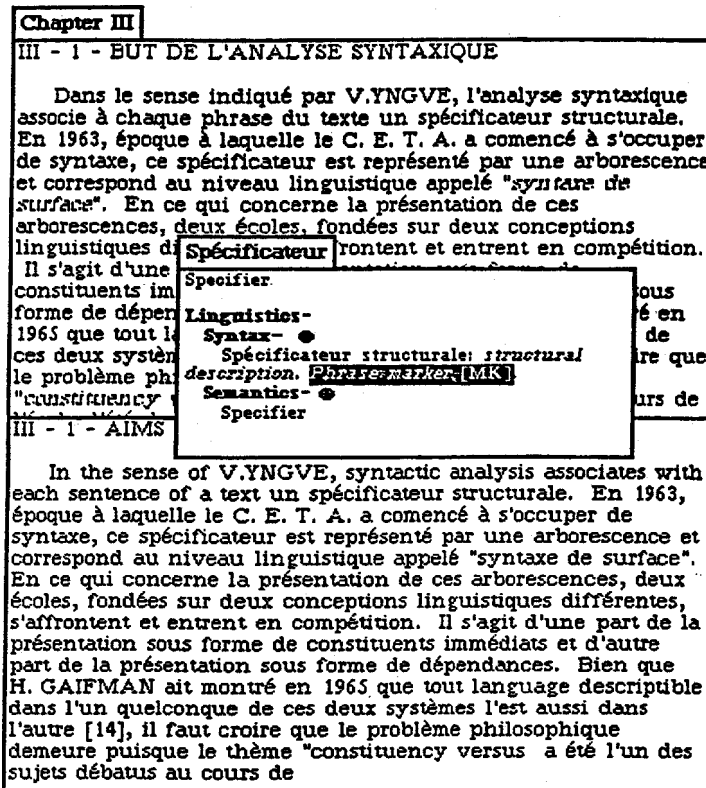 Chapter III
III - 1 - BUT DE L'ANALYSE SYNTAXIQUE
Dans le sense indiqué par V.YNGVE, l'analyse syntaxique
associe à chaque phrase du texte un spécificateur structurale.
En 1963, époque à laquelle le C. E. T. A. a comencé à s'occuper
de syntaxe, ce spécificateur est représenté par une arborescence
et correspond au niveau linguistique appelé "syntaxe de
surface". En ce qui concerne la présentation de ces
arborescences, deux écoles, fondées sur deux conceptions
linguistiques di rontent et entrent en compétition.
Il s'agit d'une
constituents im ous
forme de dépen é en
1965 que tout l de
ces deux systèm ire que
le problème ph
"constituency urs de
Spécificateur
Specifier.
Linguistics-
Syntax-
Spécificateur structurale: structural
description. Phrase-marker [MK]
Semantics-
Specifier
III - 1 - AIMS
In the sense of V.YNGVE, syntactic analysis associates with
each sentence of a text un spécificateur structurale. En 1963,
époque à laquelle le C. E. T. A. a comencé à s'occuper de
syntaxe, ce spécificateur est représenté par une arborescence et
correspond au niveau linguistique appelé "syntaxe de surface".
En ce qui concerne la présentation de ces arborescences, deux
écoles, fondées sur deux conceptions linguistiques différentes,
s'affrontent et entrent en compétition. Il s'agit d'une part de la
présentation sous forme de constituents immédiats et d'autre
part de la présentation sous forme de dépendances. Bien que
H. GAIFMAN ait montré en 1965 que tout language descriptible
dans l'un quelconque de ces deux systèmes l'est aussi dans
l'autre [14], il faut croire que le problème philosophique
demeure puisque le thème "constituency versus a été l'un des
sujets débatus au cours de